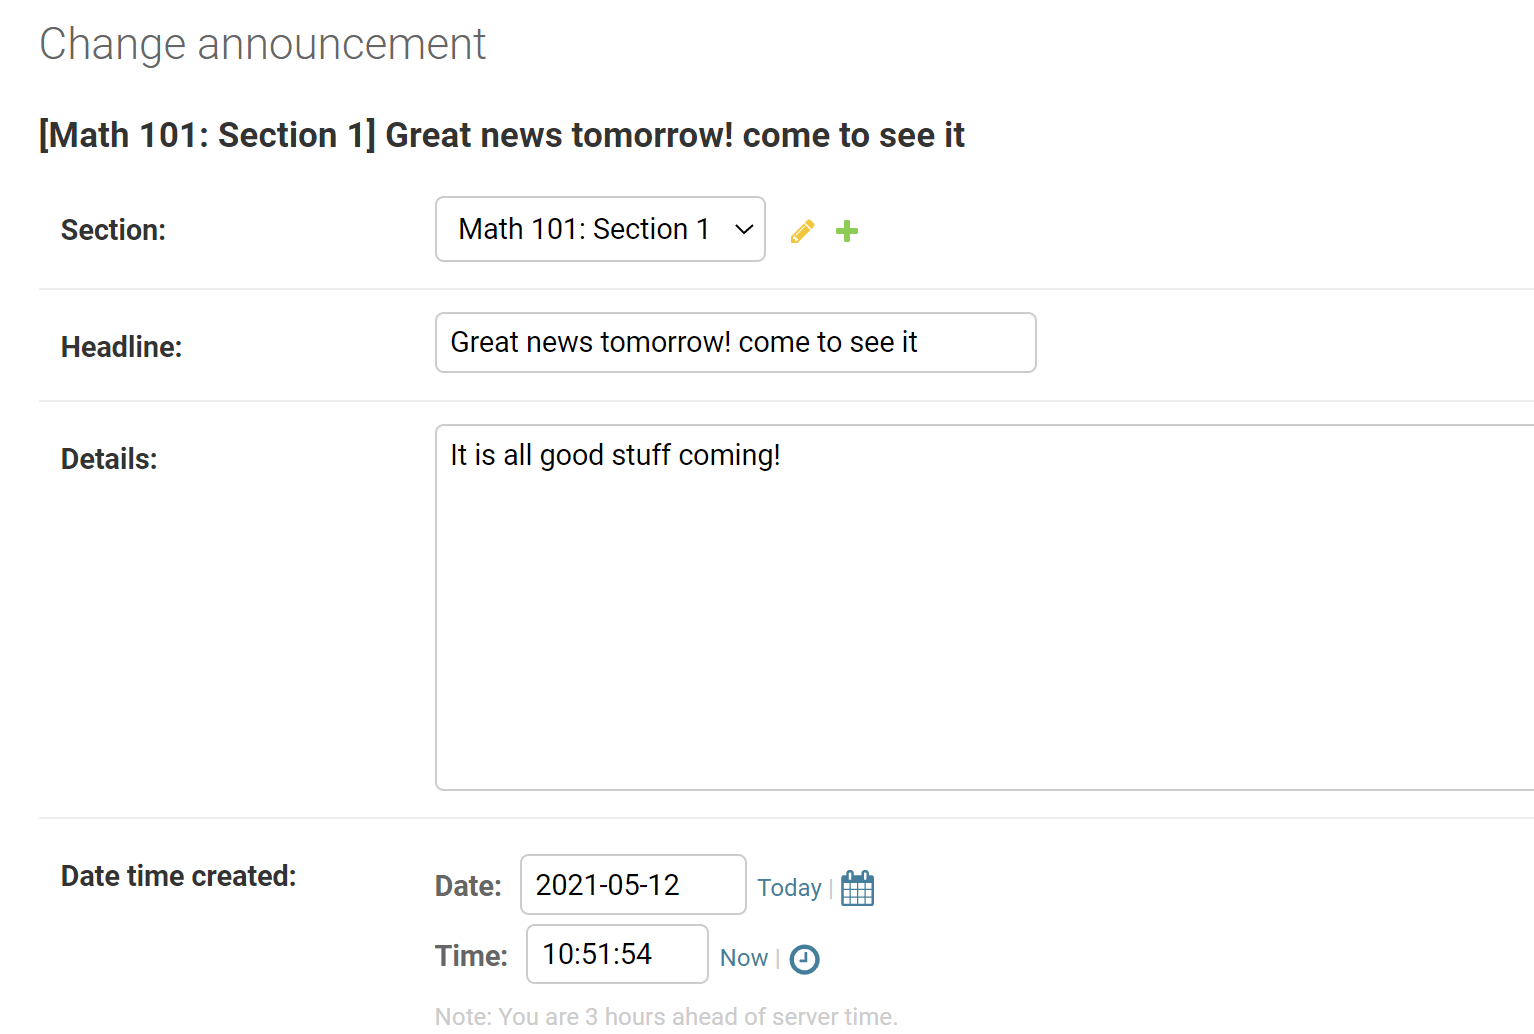 Change announcement
[Math 101: Section 1] Great news tomorrow! come to see it
Section:
Math 101: Section 1
Headline:
Great news tomorrow! come to see it
Details:
It is all good stuff coming!
Date time created:
Date: 2021-05-12 Today |
Time: 10:51:54 Now |
Note: You are 3 hours ahead of server time.